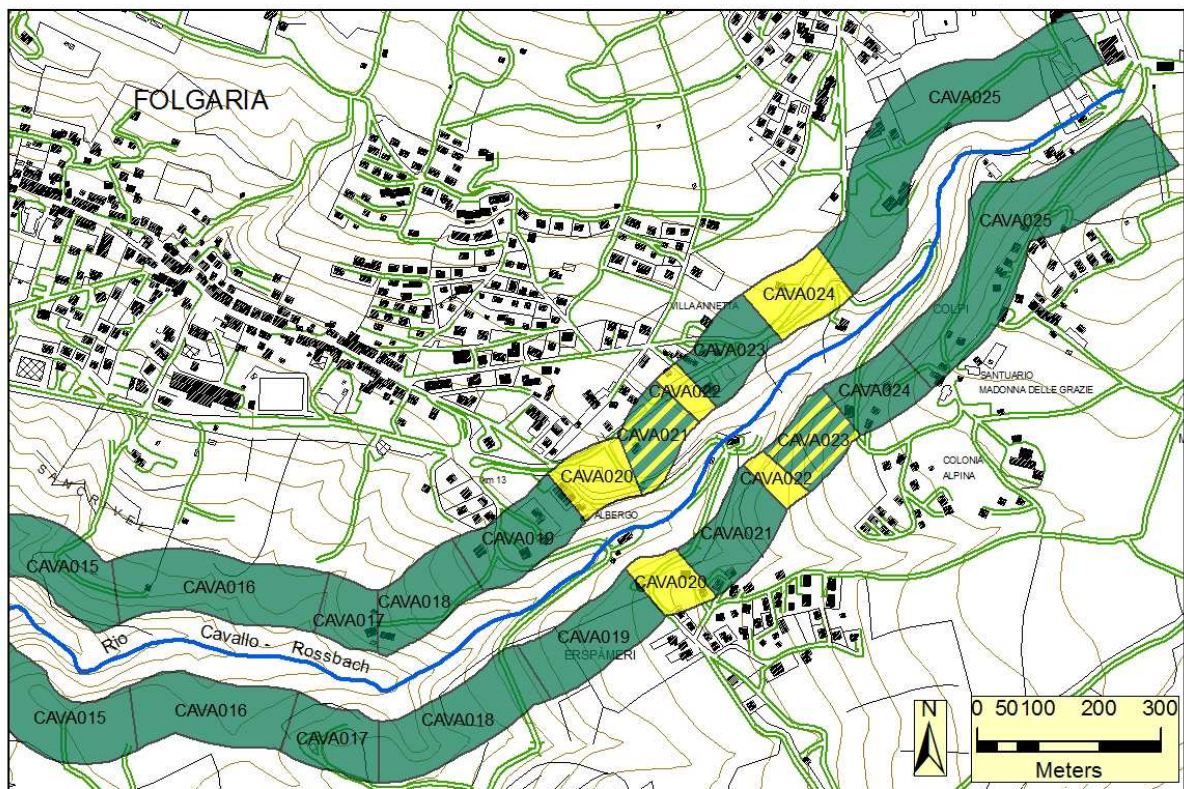 FOLGARIA
CAVA025
CAVA025
CAVA024
VILLA ANNETTA
COLPI
CAVA023
SANTUARIO
MADONNA DELLE GRAZIE
CAVA022
CAVA024
CAVA021
CAVA023
COLONIA
ALPINA
CAVA020
km 13
CAVA022
SANCRIVEL
ALBERGO
CAVA019
CAVA021
CAVA015
CAVA016
CAVA020
CAVA018
CAVA017
CAVA019
ERSPAMERI
Rio Cavallo - Rossbach
CAVA015
CAVA016
CAVA018
CAVA017
N
0 50 100 200 300
Meters